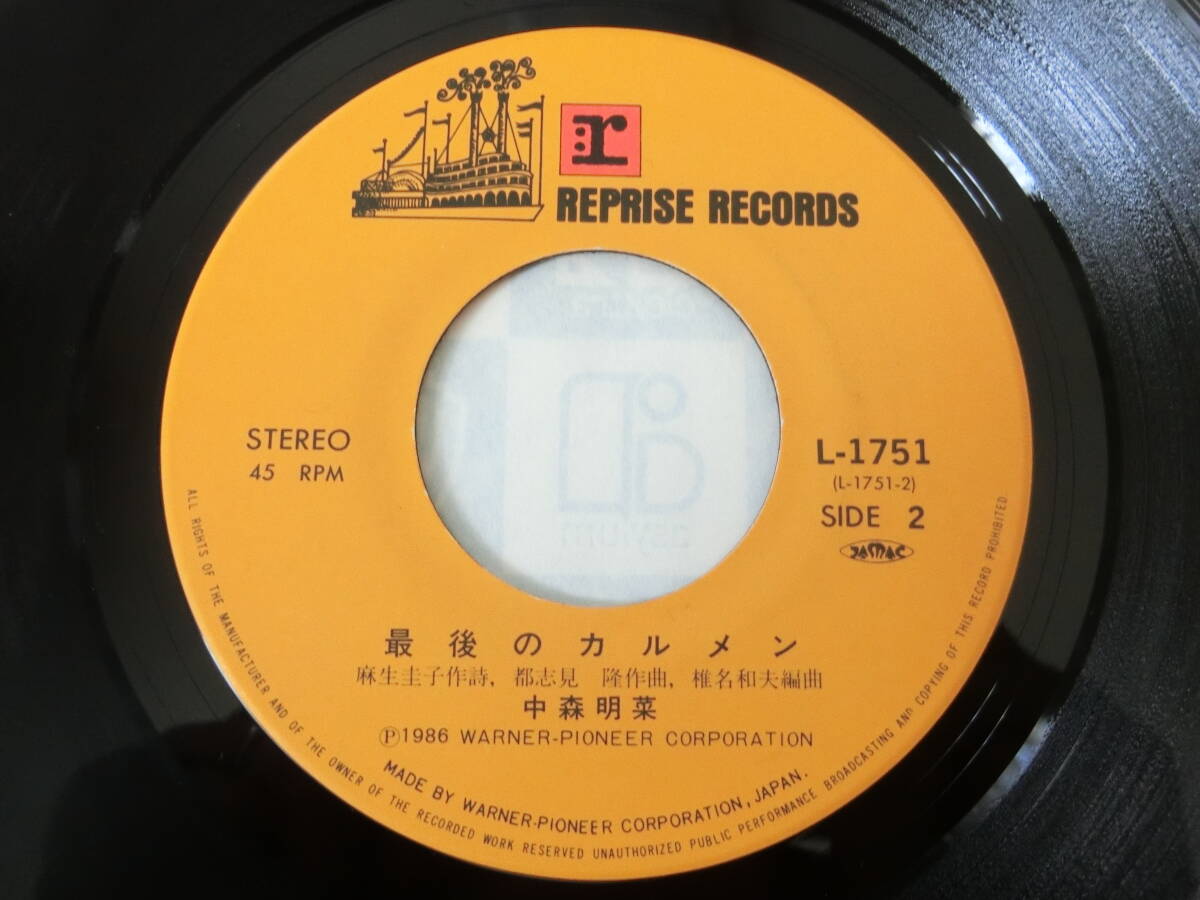 r
REPRISE RECORDS
STEREO
45 RPM
L-1751
(L-1751-2)
SIDE 2
JASRAC
最後のカルメン
麻生圭子作詩, 都志見 隆作曲, 椎名和夫編曲
中森明菜
Ⓟ1986 WARNER-PIONEER CORPORATION
MADE BY WARNER-PIONEER CORPORATION, JAPAN.
ALL RIGHTS OF THE MANUFACTURER AND OF THE OWNER OF THE RECORDED WORK RESERVED UNAUTHORIZED PUBLIC PERFORMANCE BROADCASTING AND COPYING OF THIS RECORD PROHIBITED